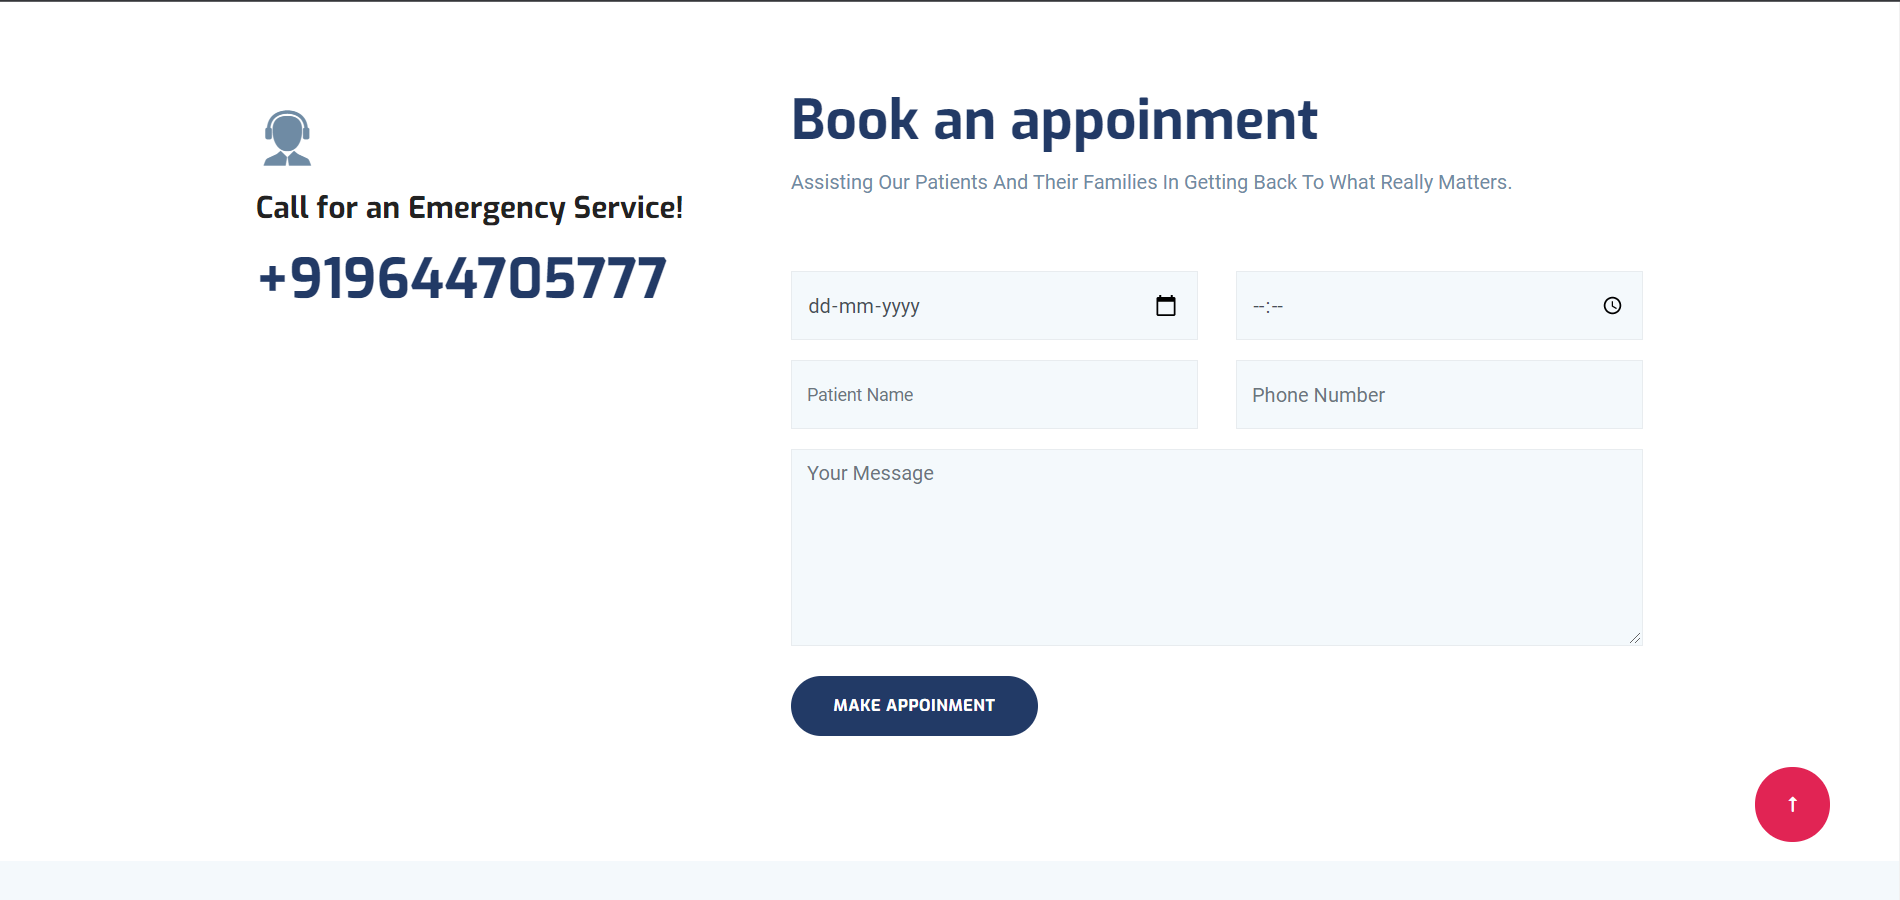 Call for an Emergency Service!
+919644705777
Book an appoinment
Assisting Our Patients And Their Families In Getting Back To What Really Matters.
dd-mm-yyyy
--:--
Patient Name
Phone Number
Your Message
MAKE APPOINMENT